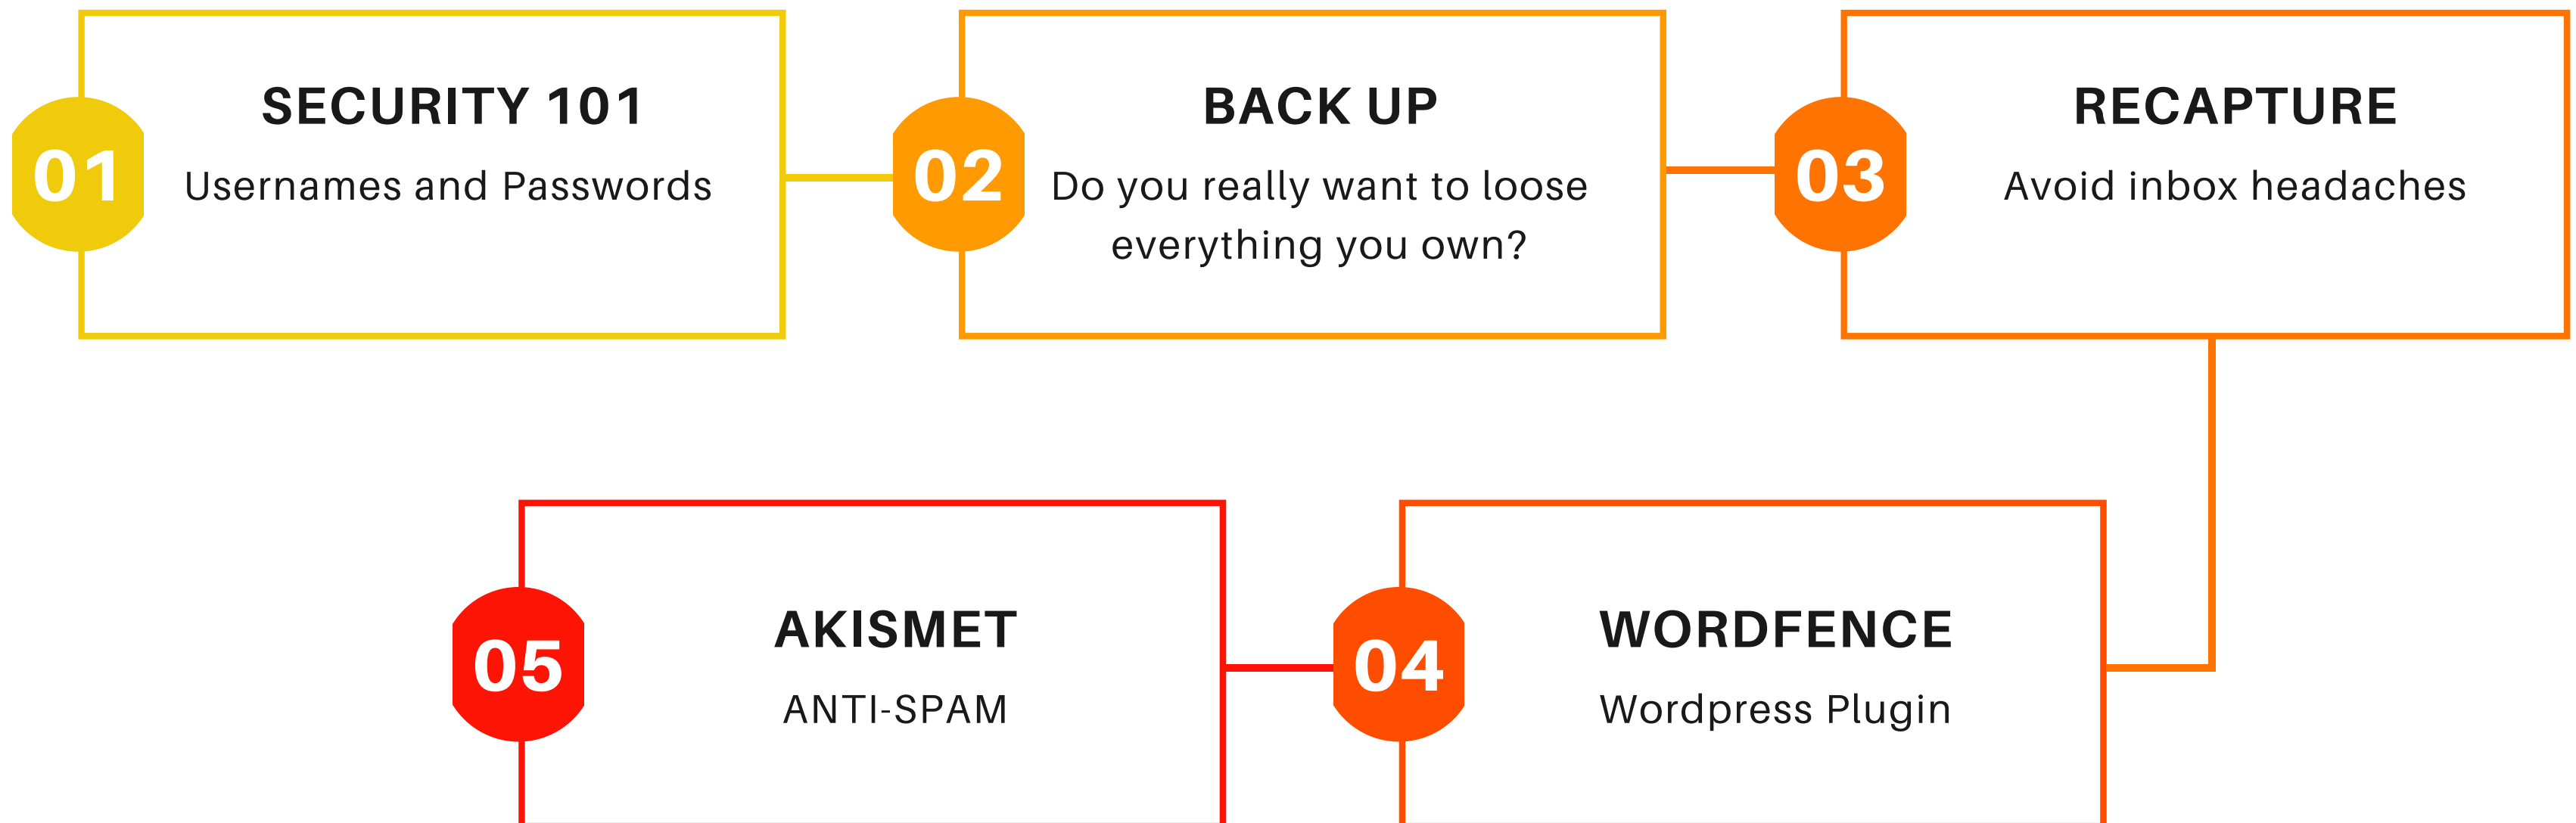 01
SECURITY 101
Usernames and Passwords
02
BACK UP
Do you really want to loose
everything you own?
03
RECAPTURE
Avoid inbox headaches
04
WORDFENCE
Wordpress Plugin
05
AKISMET
ANTI-SPAM